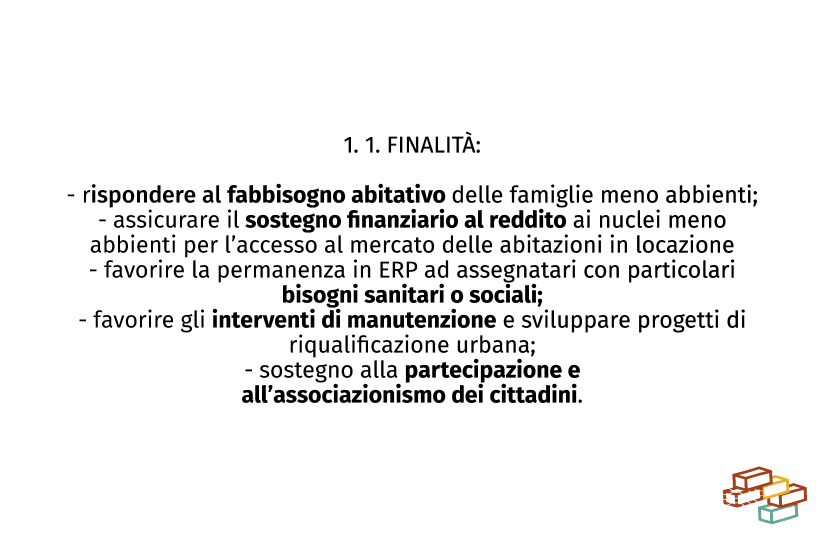 1. 1. FINALITÀ:
- rispondere al fabbisogno abitativo delle famiglie meno abbienti;
- assicurare il sostegno finanziario al reddito ai nuclei meno
abbienti per l’accesso al mercato delle abitazioni in locazione
- favorire la permanenza in ERP ad assegnatari con particolari
bisogni sanitari o sociali;
- favorire gli interventi di manutenzione e sviluppare progetti di
riqualificazione urbana;
- sostegno alla partecipazione e
all’associazionismo dei cittadini.